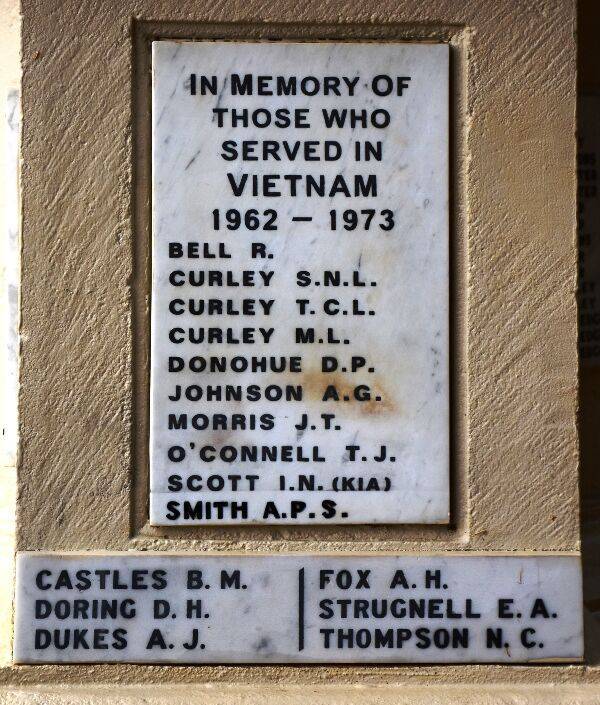 IN MEMORY OF
THOSE WHO
SERVED IN
VIETNAM
1962 – 1973
BELL R.
CURLEY S.N.L.
CURLEY T.C.L.
CURLEY M.L.
DONOHUE D.P.
JOHNSON A.G.
MORRIS J.T.
O'CONNELL T.J.
SCOTT I.N. (KIA)
SMITH A.P.S.
CASTLES B.M.
DORING D.H.
DUKES A.J.
FOX A.H.
STRUGNELL E.A.
THOMPSON N.C.